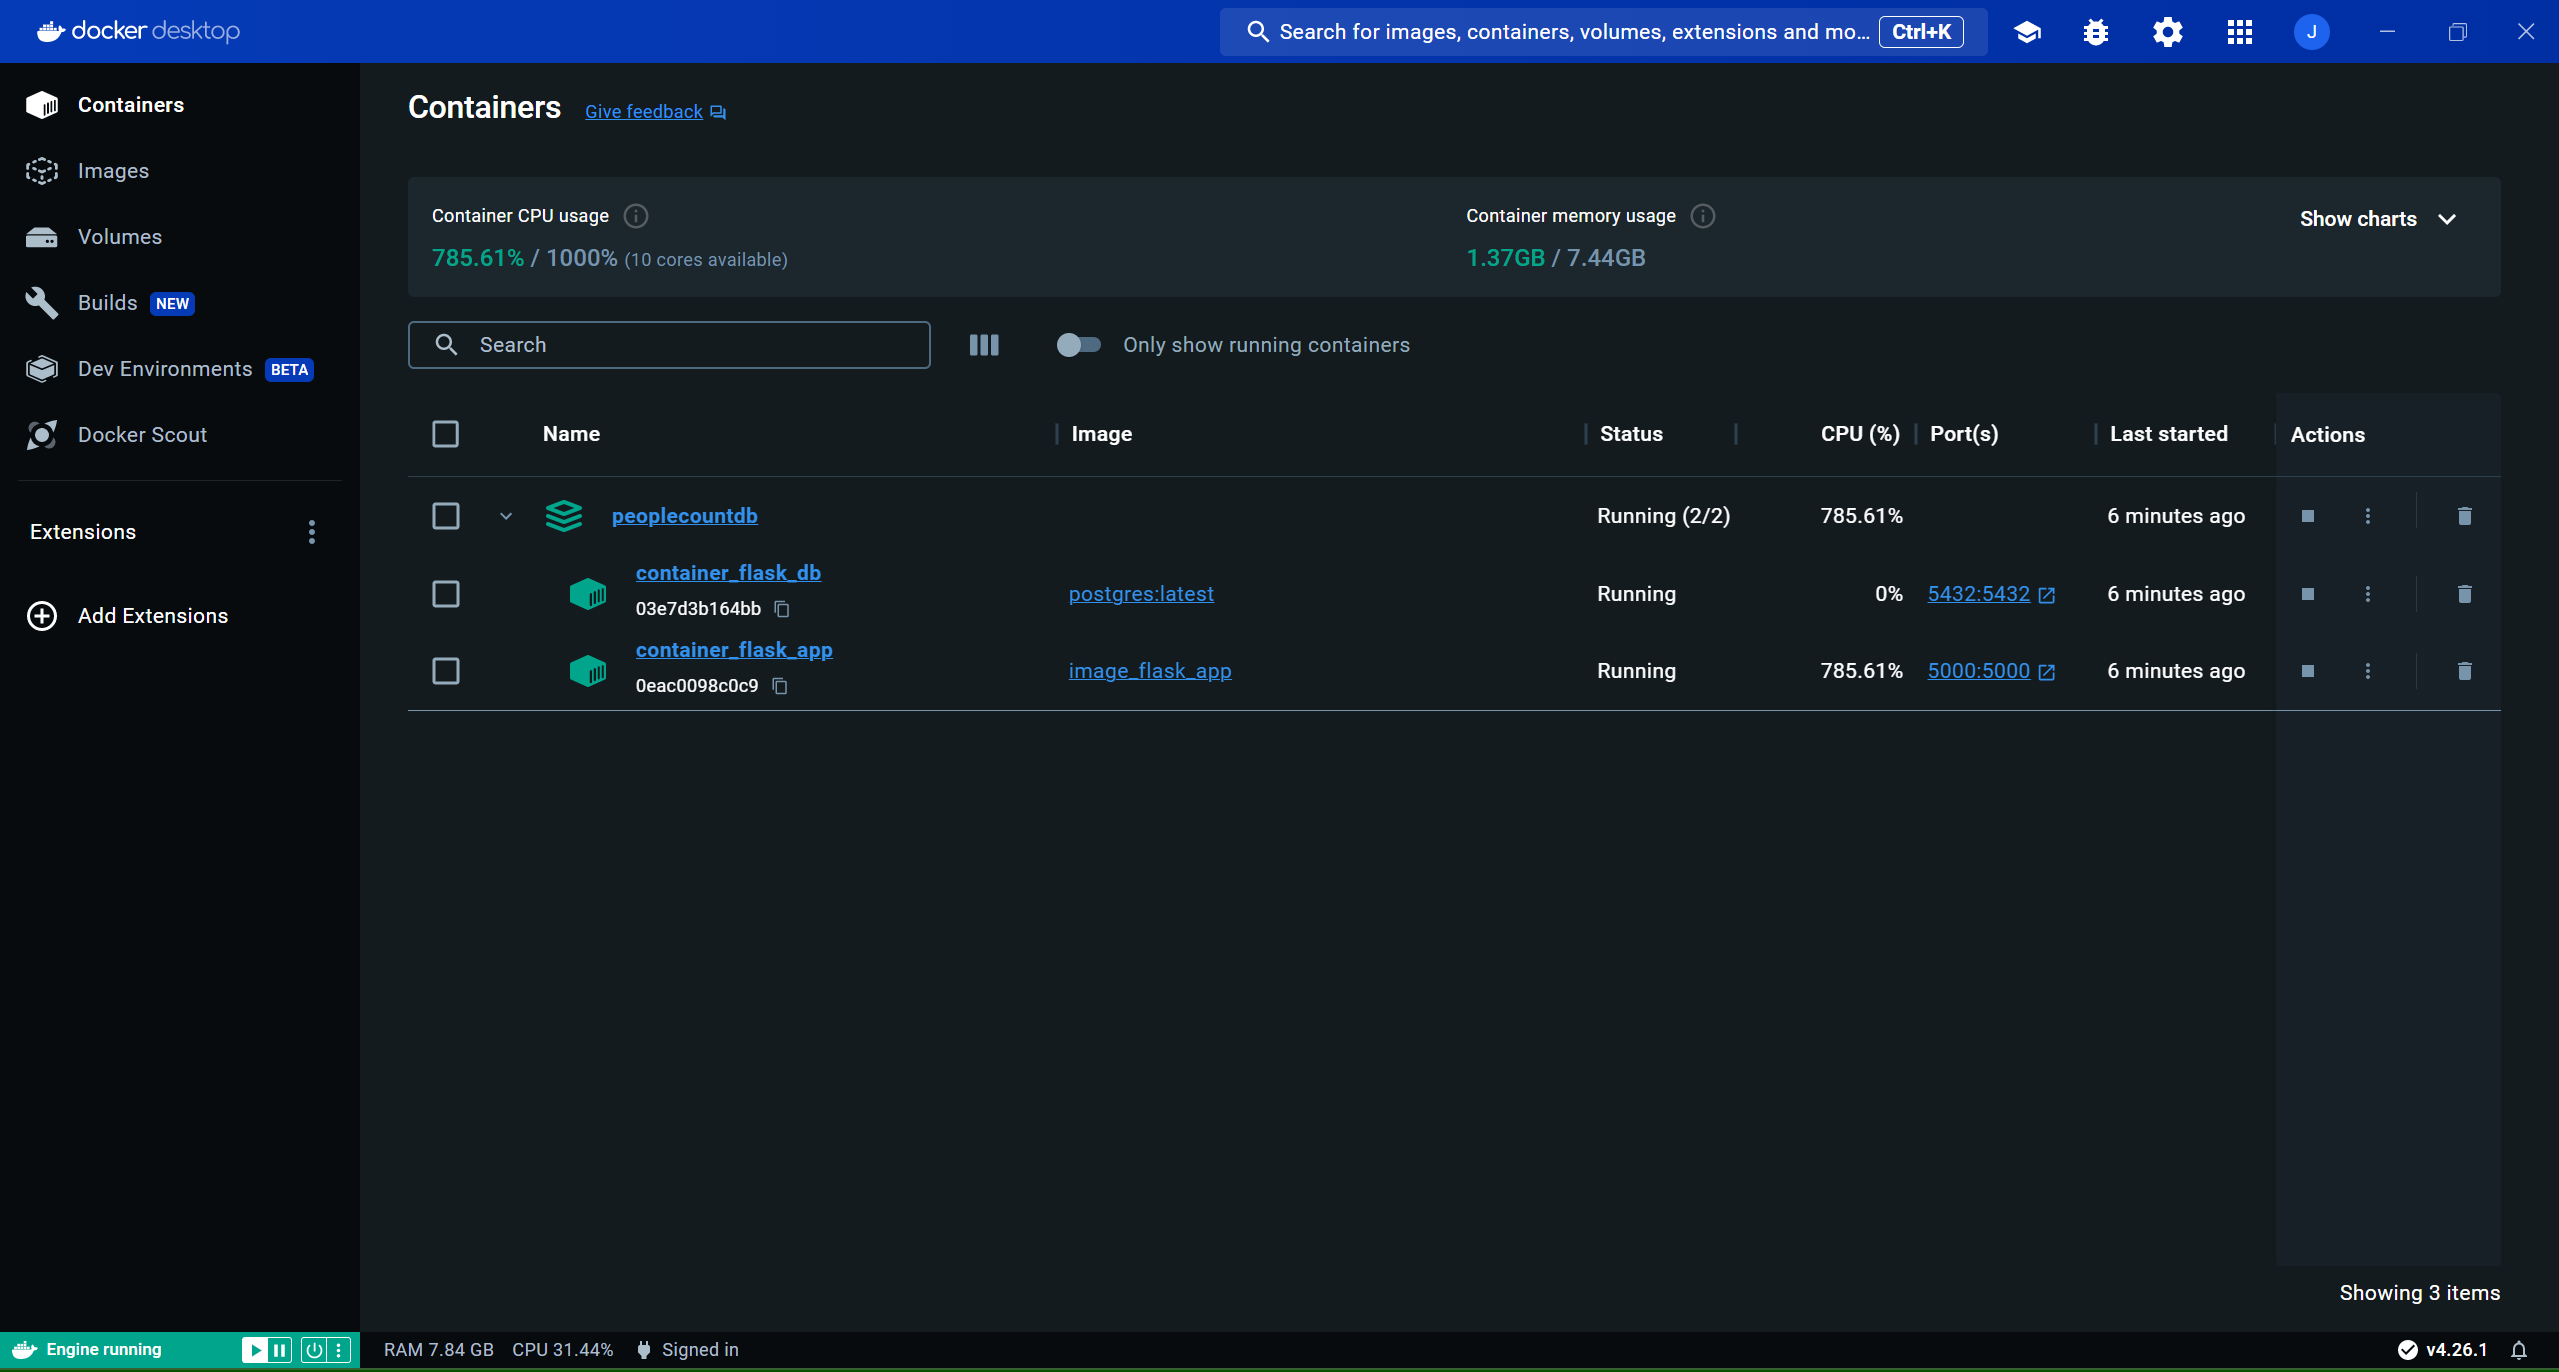 docker desktop
Search for images, containers, volumes, extensions and mo... Ctrl+K
J
Containers
Images
Volumes
Builds NEW
Dev Environments BETA
Docker Scout
Extensions
Add Extensions
Containers Give feedback
Container CPU usage
785.61% / 1000% (10 cores available)
Container memory usage
1.37GB / 7.44GB
Show charts
Search
Only show running containers
Name Image Status CPU (%) Port(s) Last started Actions
peoplecountdb Running (2/2) 785.61% 6 minutes ago
container_flask_db
03e7d3b164bb
postgres:latest Running 0% 5432:5432 6 minutes ago
container_flask_app
0eac0098c0c9
image_flask_app Running 785.61% 5000:5000 6 minutes ago
Showing 3 items
Engine running
RAM 7.84 GB CPU 31.44% Signed in
v4.26.1